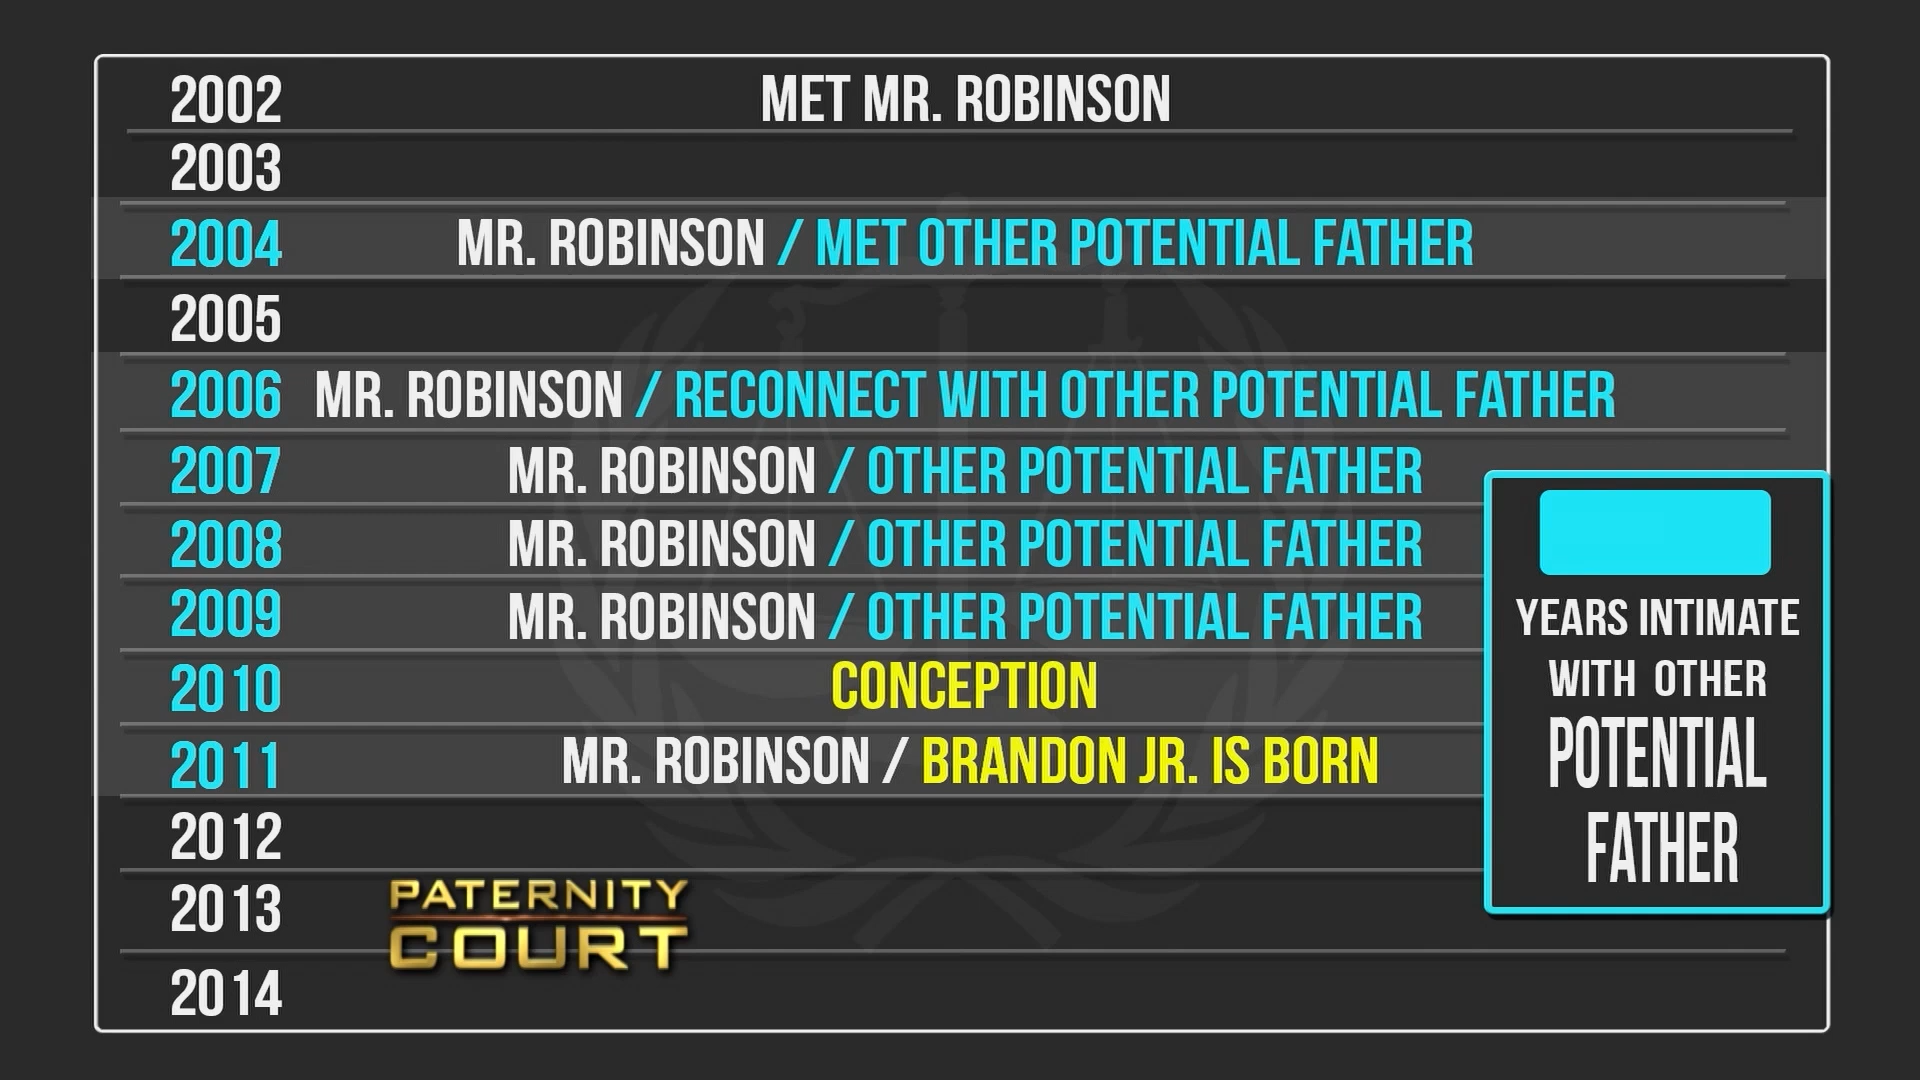 2002 MET MR. ROBINSON
2003
2004 MR. ROBINSON / MET OTHER POTENTIAL FATHER
2005
2006 MR. ROBINSON / RECONNECT WITH OTHER POTENTIAL FATHER
2007 MR. ROBINSON / OTHER POTENTIAL FATHER
2008 MR. ROBINSON / OTHER POTENTIAL FATHER
2009 MR. ROBINSON / OTHER POTENTIAL FATHER
2010 CONCEPTION
2011 MR. ROBINSON / BRANDON JR. IS BORN
2012
2013
2014
YEARS INTIMATE
WITH OTHER
POTENTIAL
FATHER
PATERNITY
COURT